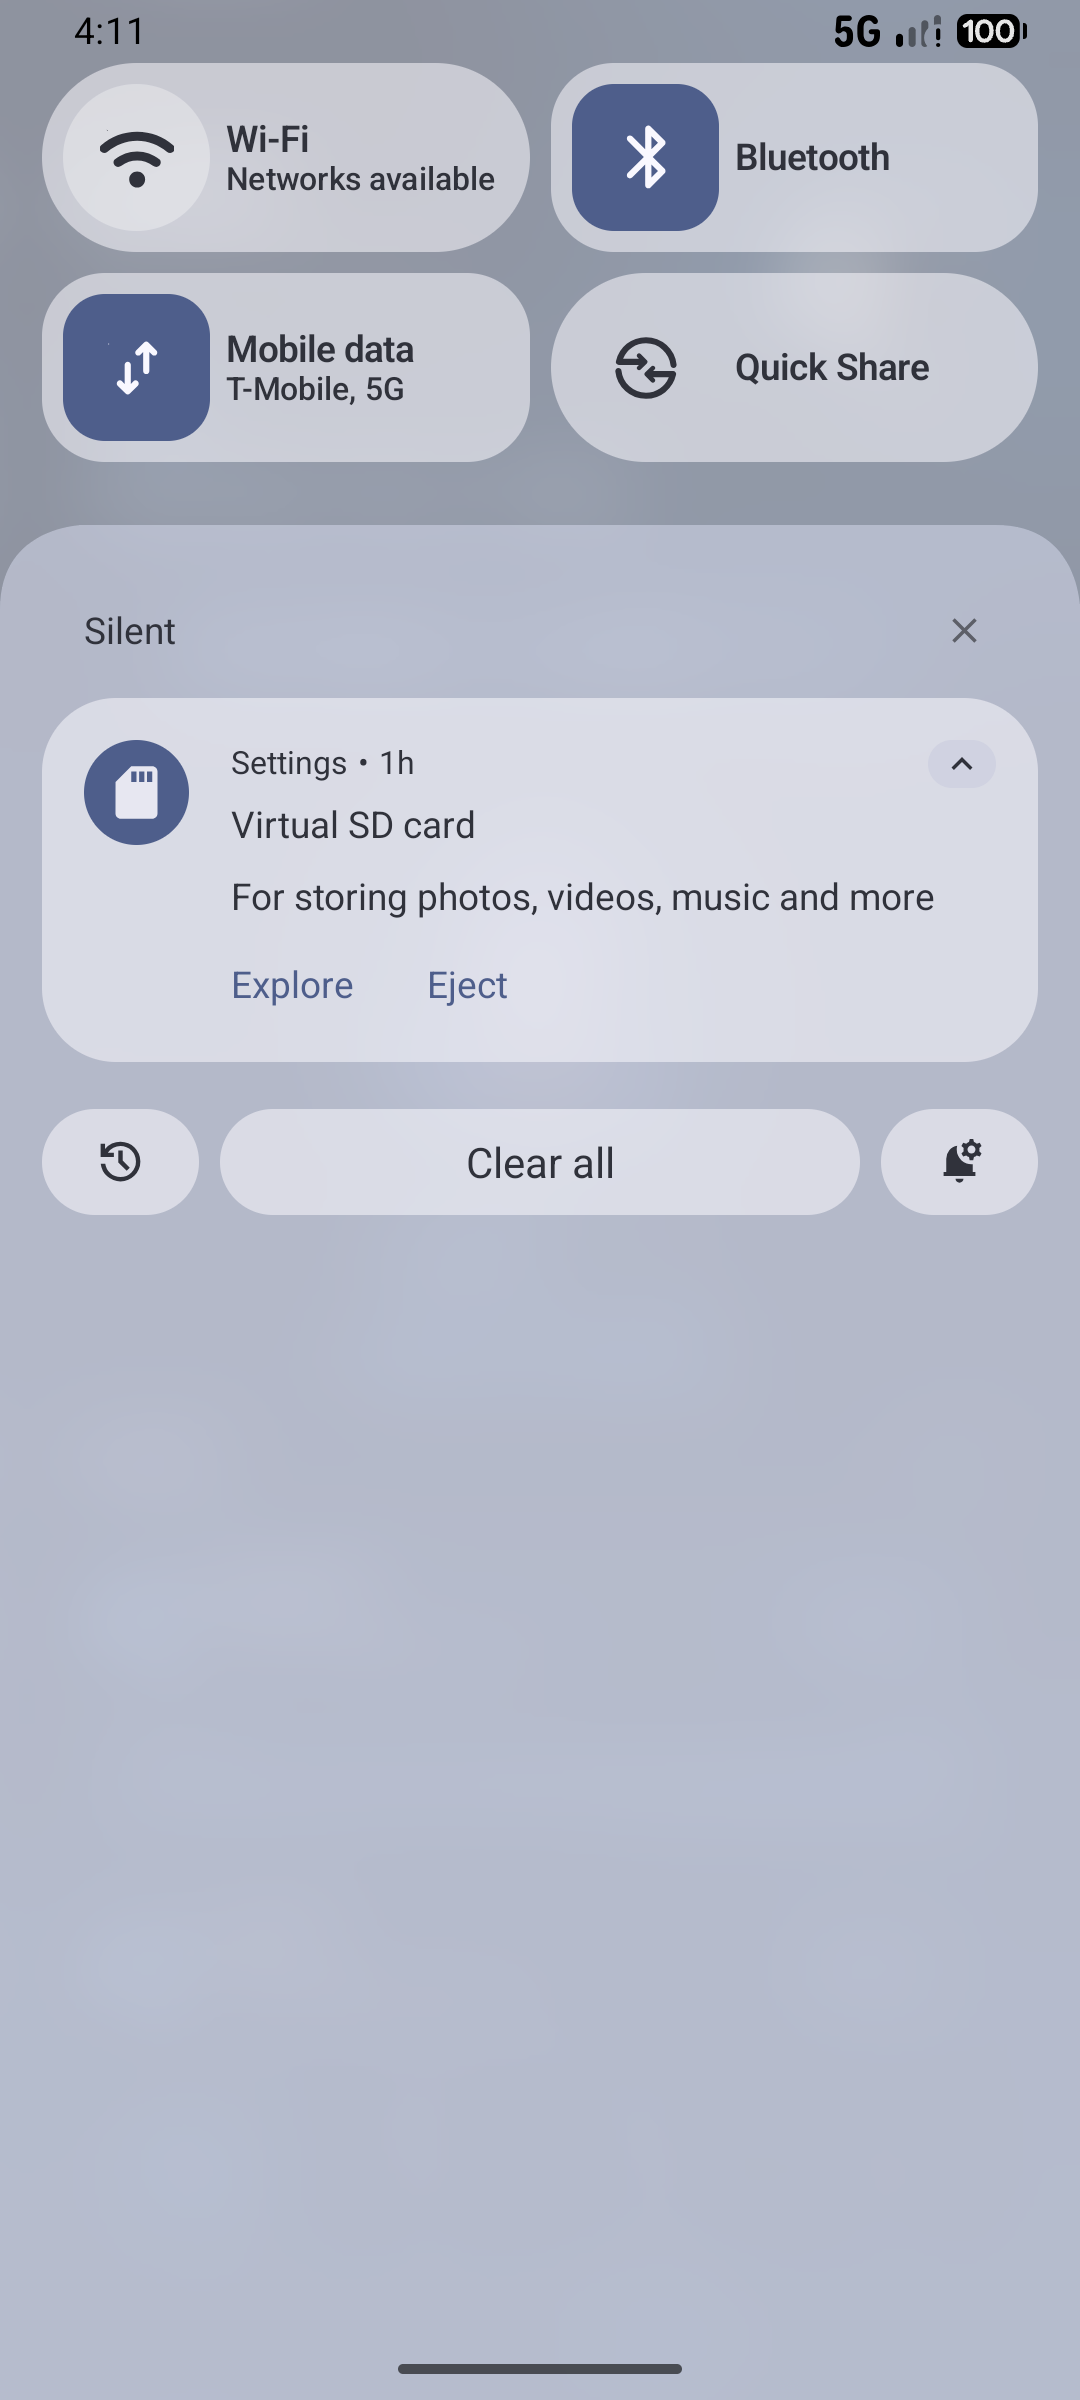 4:11
5G
100
Wi-Fi
Networks available
Bluetooth
Mobile data
T-Mobile, 5G
Quick Share
Silent
Settings • 1h
Virtual SD card
For storing photos, videos, music and more
Explore
Eject
Clear all